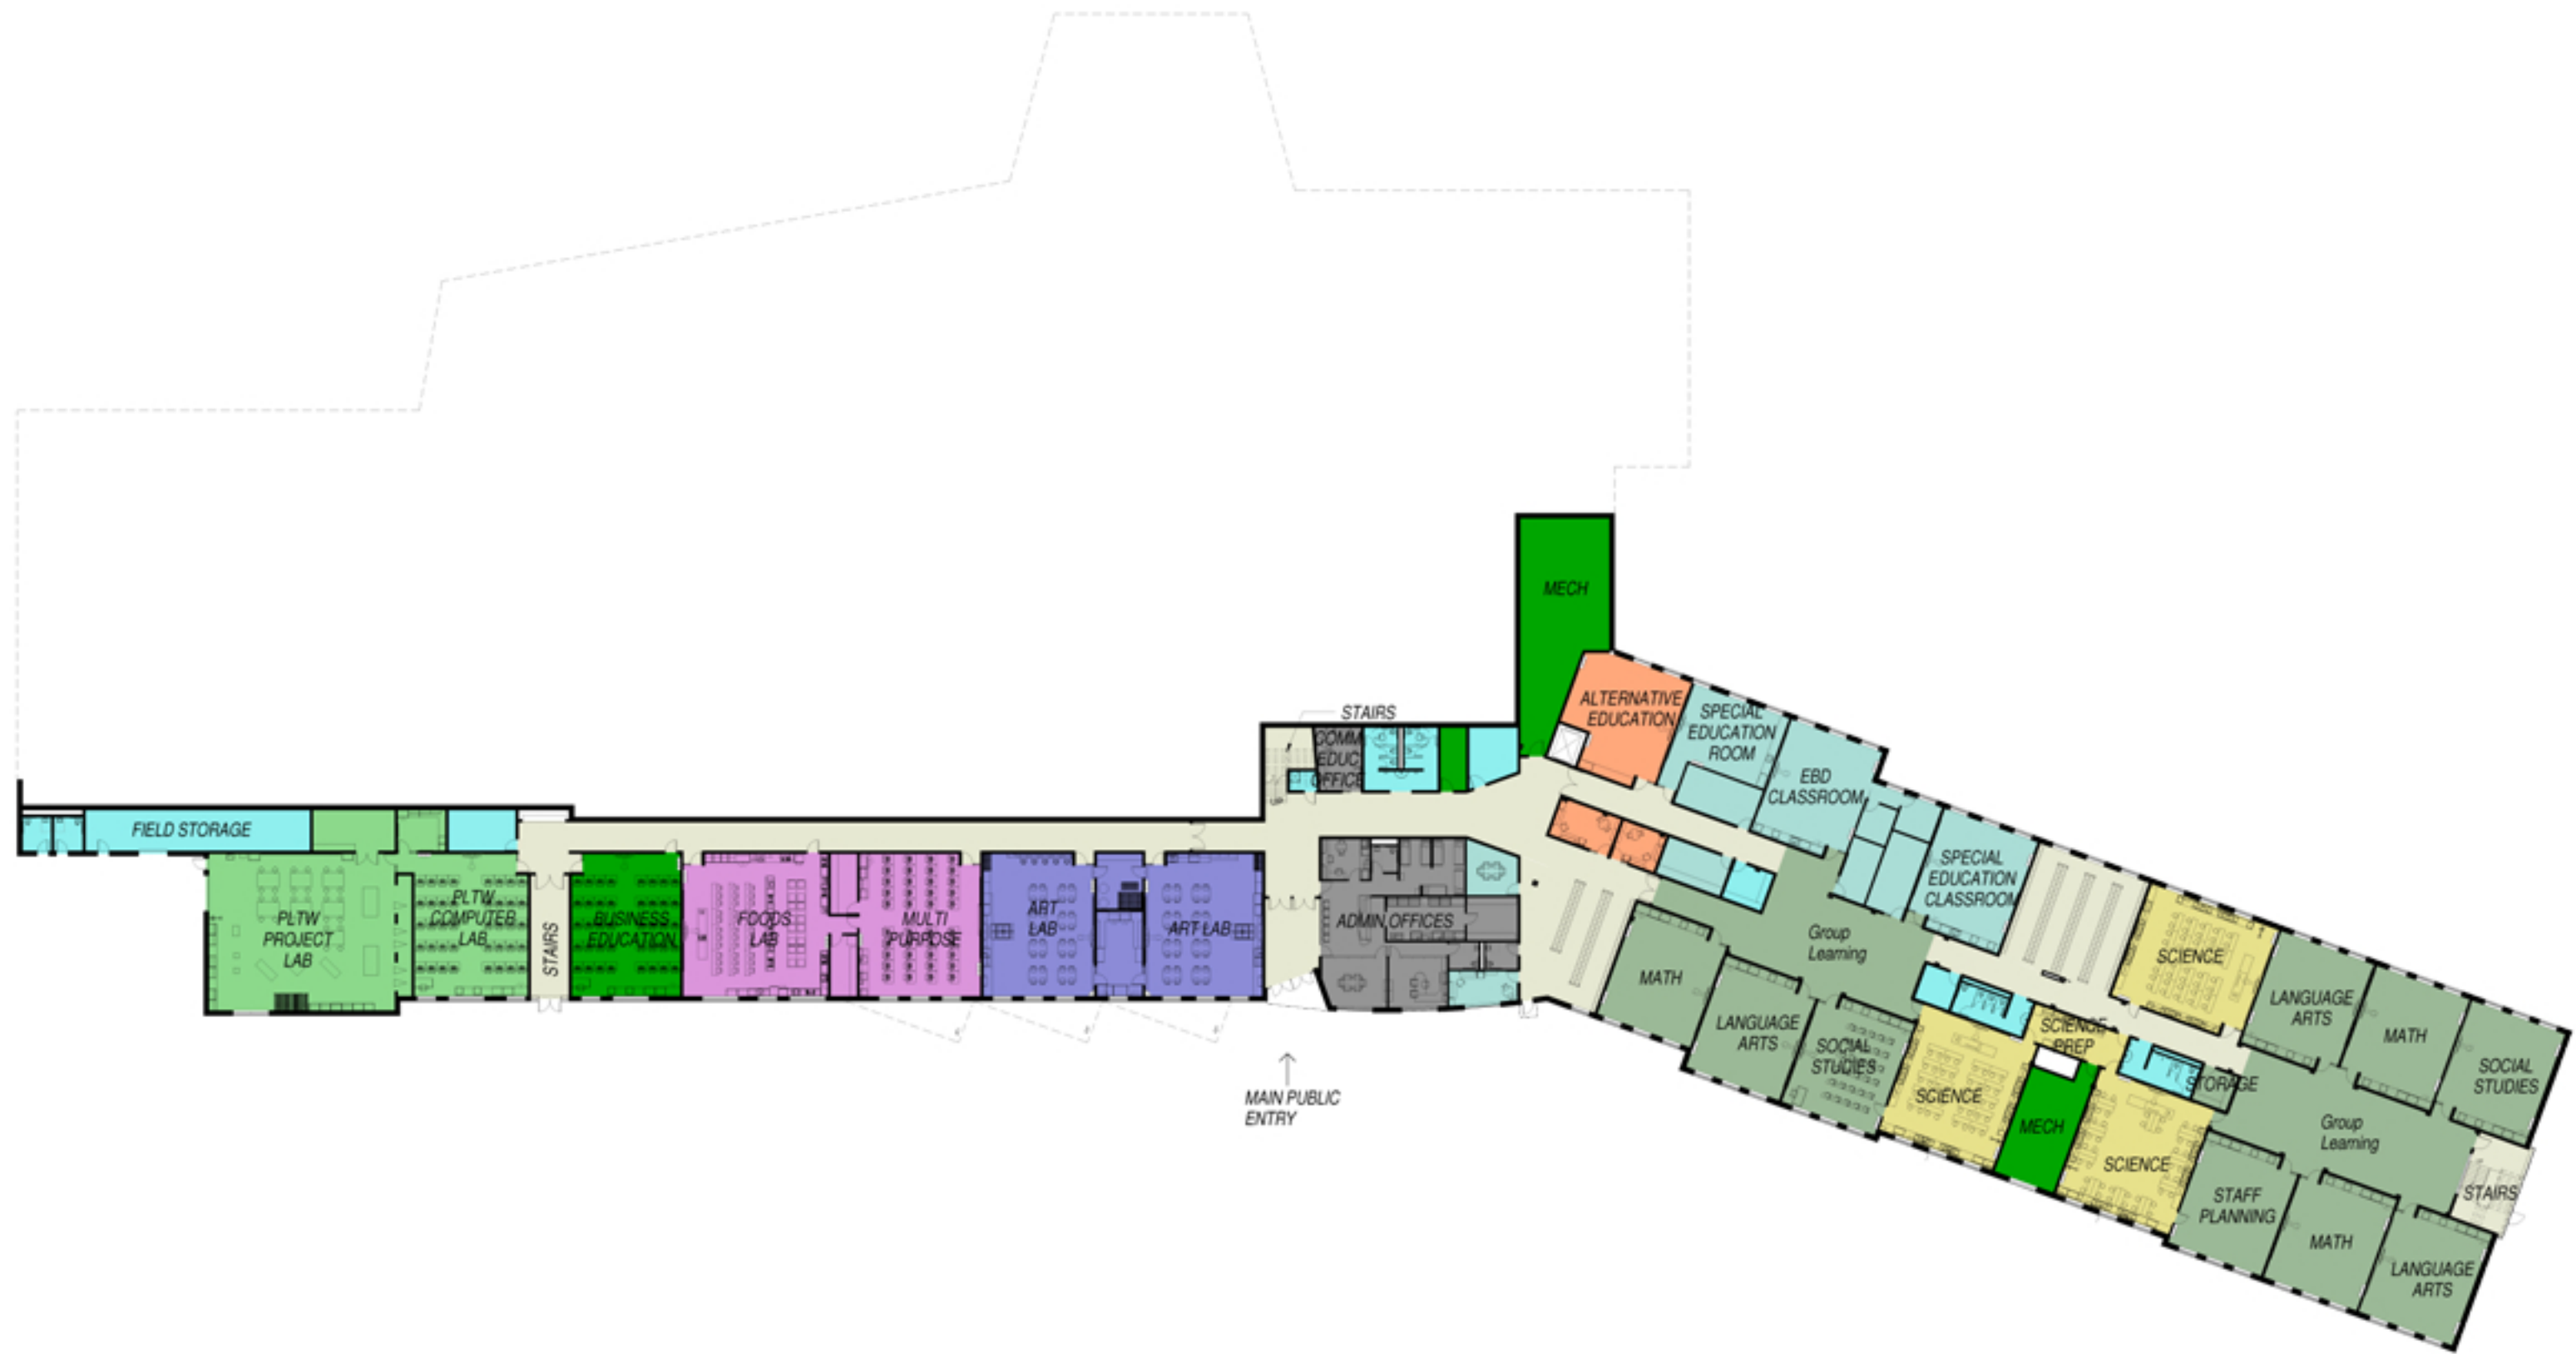 MECH
ALTERNATIVE
EDUCATION
STAIRS
SPECIAL
EDUCATION
ROOM
COMM
EDUC
OFFICE
EBD
CLASSROOM
FIELD STORAGE
SPECIAL
EDUCATION
CLASSROOM
PLTW
PROJECT
LAB
PLTW
COMPUTER
LAB
STAIRS
BUSINESS
EDUCATION
FOODS
LAB
MULTI
PURPOSE
ART
LAB
ART LAB
ADMIN OFFICES
Group
Learning
MATH
SCIENCE
LANGUAGE
ARTS
LANGUAGE
ARTS
SOCIAL
STUDIES
SCIENCE
PREP
MATH
SOCIAL
STUDIES
STORAGE
SCIENCE
MECH
SCIENCE
Group
Learning
MAIN PUBLIC
ENTRY
STAFF
PLANNING
STAIRS
MATH
LANGUAGE
ARTS